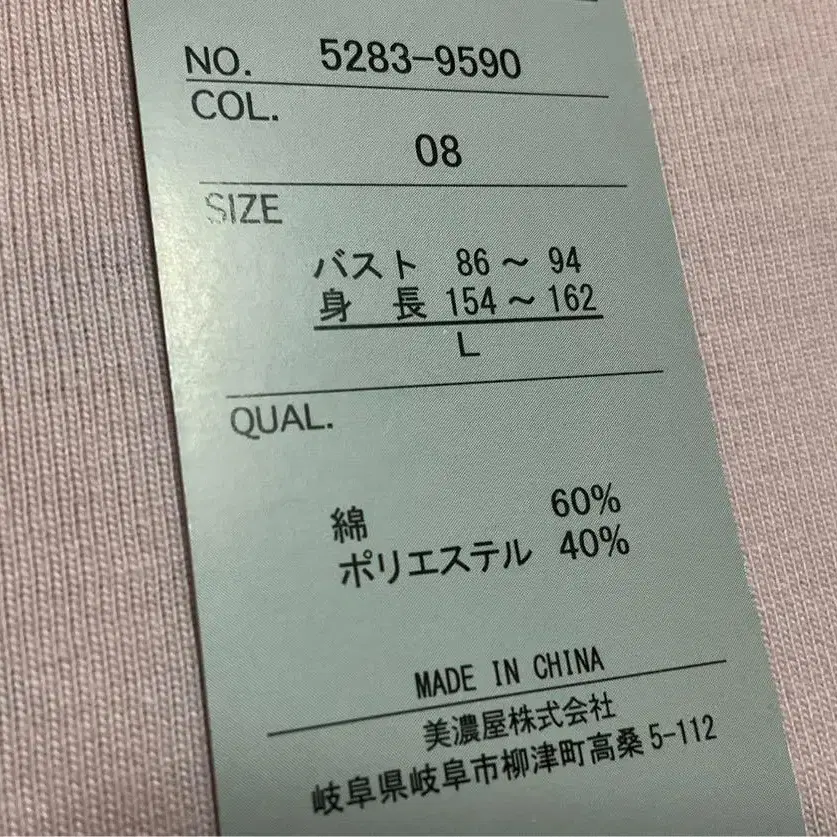 NO. 5283-9590
COL.
08
SIZE
バスト 86～94
身 長 154～162
L
QUAL.
綿 60%
ポリエステル 40%
MADE IN CHINA
美濃屋株式会社
岐阜県岐阜市柳津町高桑5-112